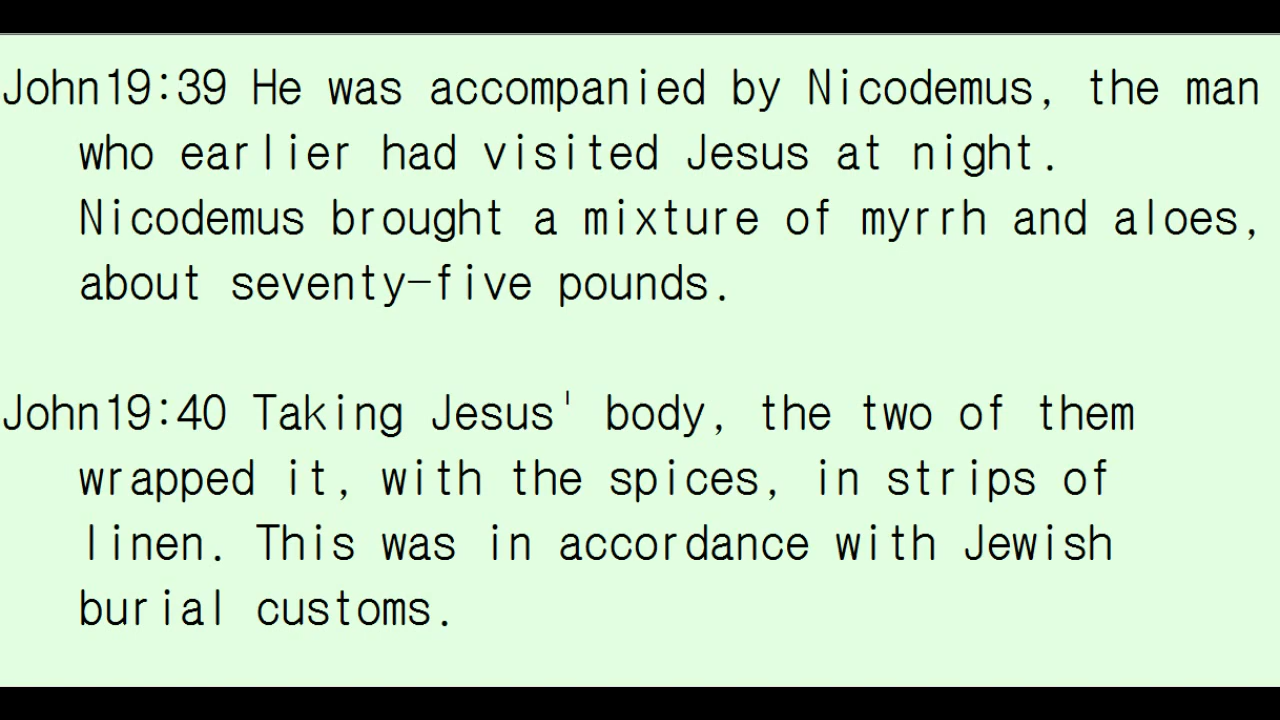 John19:39 He was accompanied by Nicodemus, the man
who earlier had visited Jesus at night.
Nicodemus brought a mixture of myrrh and aloes,
about seventy-five pounds.
John19:40 Taking Jesus' body, the two of them
wrapped it, with the spices, in strips of
linen. This was in accordance with Jewish
burial customs.